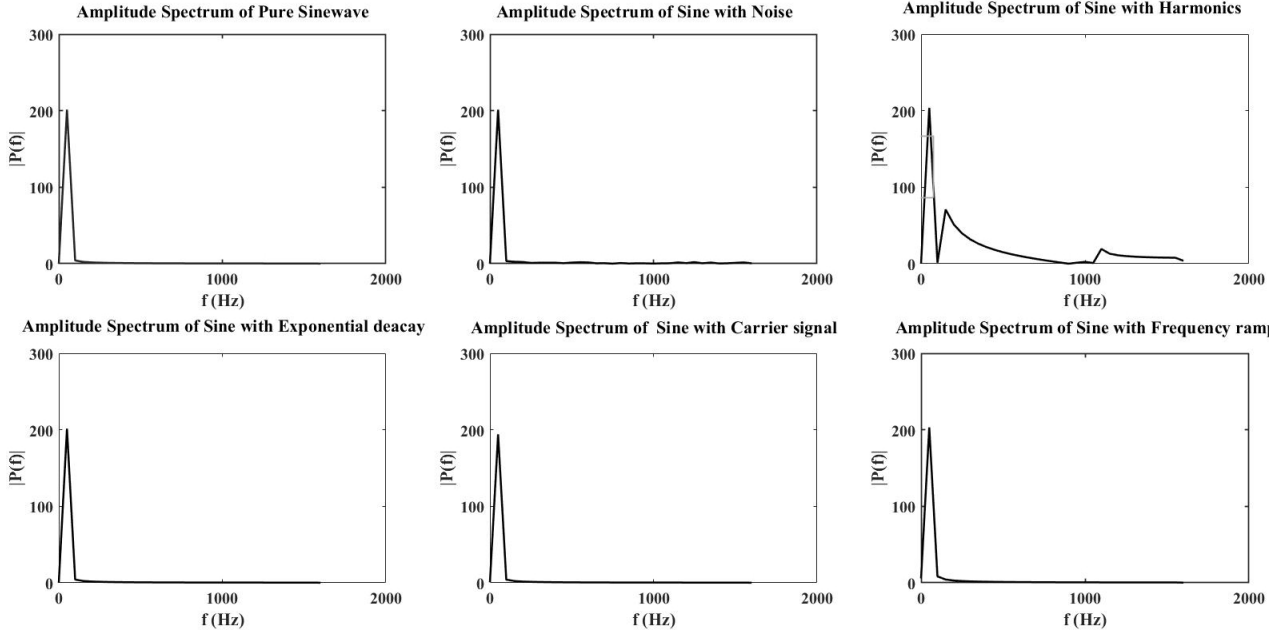 Amplitude Spectrum of Pure Sinewave
300
200
100
0
|P(f)|
0 1000 2000
f (Hz)
Amplitude Spectrum of Sine with Noise
300
200
100
0
|P(f)|
0 1000 2000
f (Hz)
Amplitude Spectrum of Sine with Harmonics
300
200
100
0
|P(f)|
0 1000 2000
f (Hz)
Amplitude Spectrum of Sine with Exponential deacay
300
200
100
0
|P(f)|
0 1000 2000
f (Hz)
Amplitude Spectrum of Sine with Carrier signal
300
200
100
0
|P(f)|
0 1000 2000
f (Hz)
Amplitude Spectrum of Sine with Frequency ramp
300
200
100
0
|P(f)|
0 1000 2000
f (Hz)